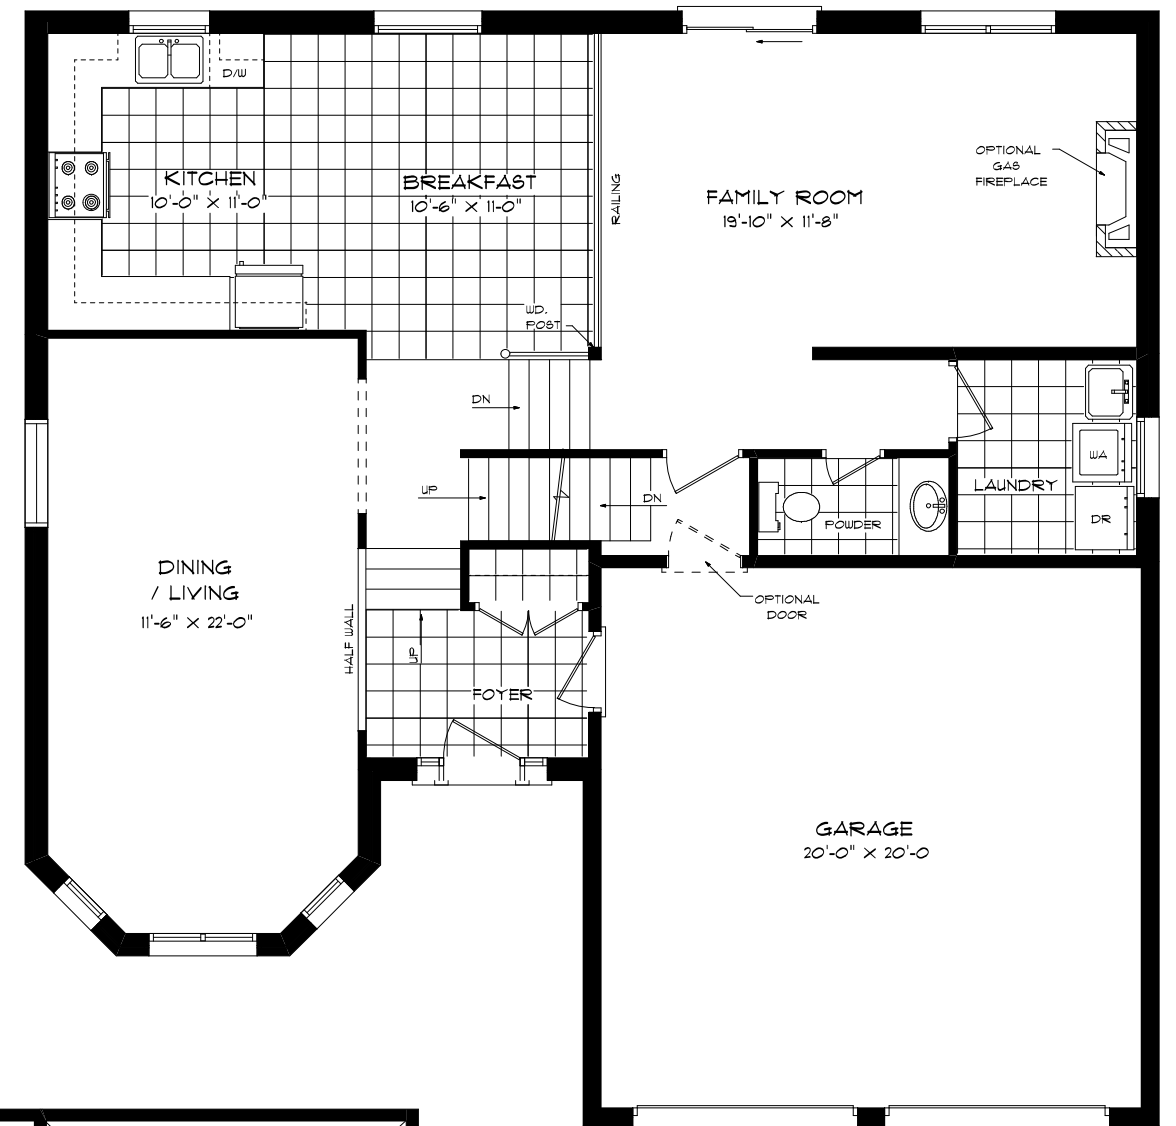 D/W
KITCHEN
10'-0" X 11'-0"
BREAKFAST
10'-6" X 11-0"
RAILING
FAMILY ROOM
19'-10" X 11'-8"
OPTIONAL
GAS
FIREPLACE
WD.
POST
DN
UP
DN
WA
LAUNDRY
DR
POWDER
DINING
/ LIVING
11'-6" X 22'-0"
HALF WALL
UP
FOYER
OPTIONAL
DOOR
GARAGE
20'-0" X 20'-0